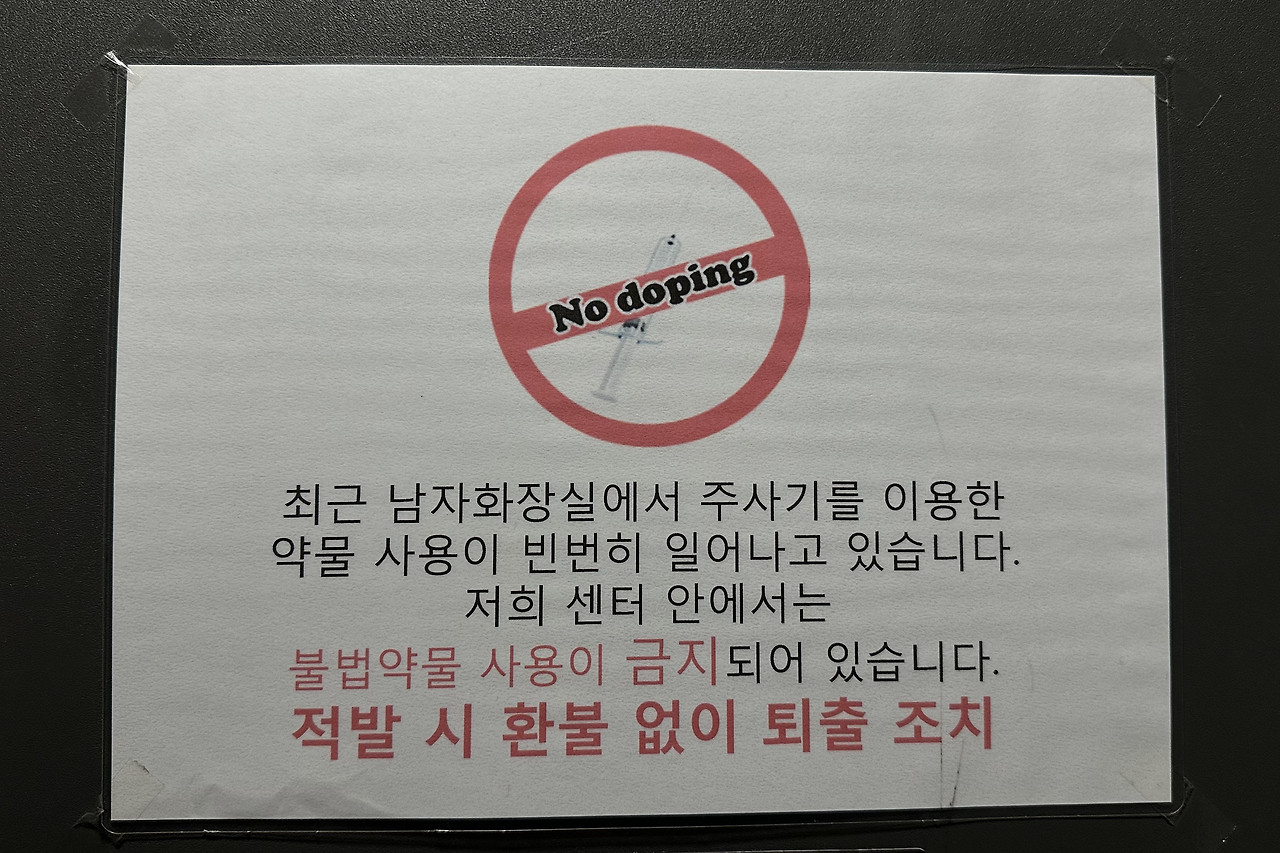 No doping
최근 남자화장실에서 주사기를 이용한
약물 사용이 빈번히 일어나고 있습니다.
저희 센터 안에서는
불법약물 사용이 금지되어 있습니다.
적발 시 환불 없이 퇴출 조치